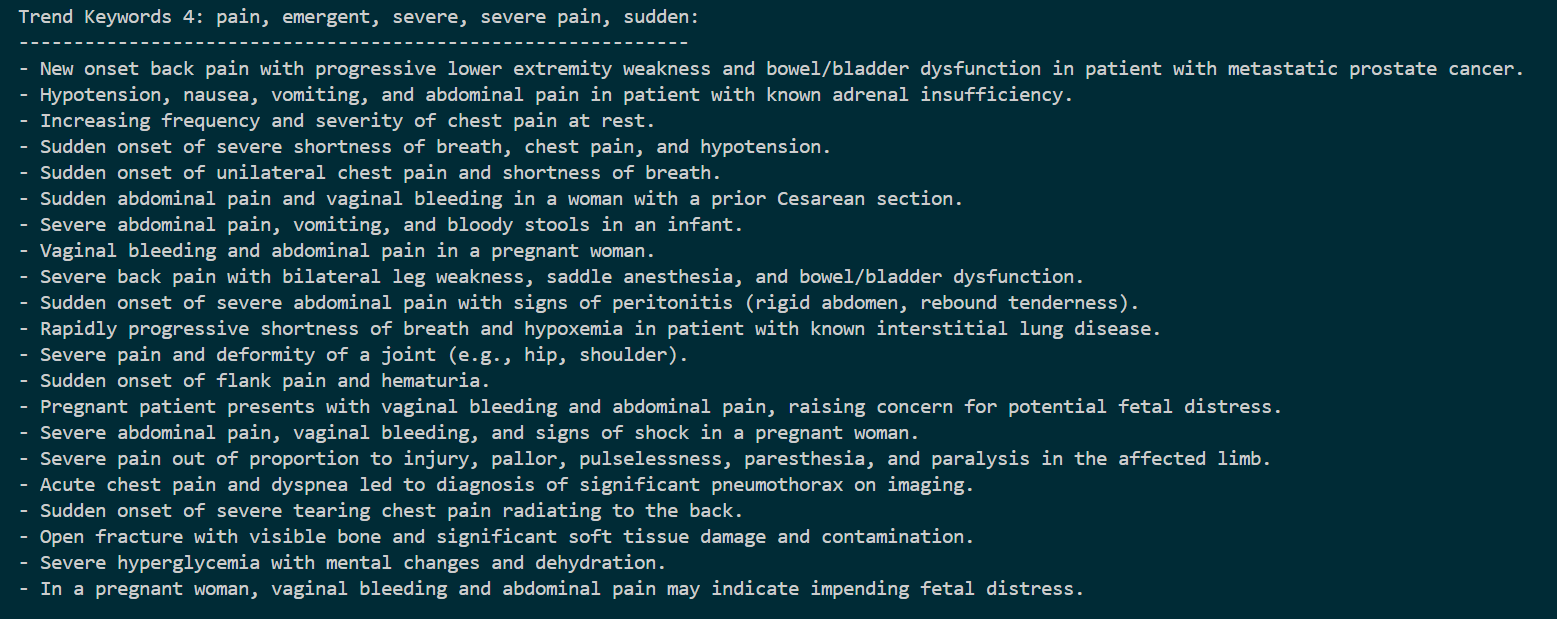 Trend Keywords 4: pain, emergent, severe, severe pain, sudden:
-------------------------------------------------------------
- New onset back pain with progressive lower extremity weakness and bowel/bladder dysfunction in patient with metastatic prostate cancer.
- Hypotension, nausea, vomiting, and abdominal pain in patient with known adrenal insufficiency.
- Increasing frequency and severity of chest pain at rest.
- Sudden onset of severe shortness of breath, chest pain, and hypotension.
- Sudden onset of unilateral chest pain and shortness of breath.
- Sudden abdominal pain and vaginal bleeding in a woman with a prior Cesarean section.
- Severe abdominal pain, vomiting, and bloody stools in an infant.
- Vaginal bleeding and abdominal pain in a pregnant woman.
- Severe back pain with bilateral leg weakness, saddle anesthesia, and bowel/bladder dysfunction.
- Sudden onset of severe abdominal pain with signs of peritonitis (rigid abdomen, rebound tenderness).
- Rapidly progressive shortness of breath and hypoxemia in patient with known interstitial lung disease.
- Severe pain and deformity of a joint (e.g., hip, shoulder).
- Sudden onset of flank pain and hematuria.
- Pregnant patient presents with vaginal bleeding and abdominal pain, raising concern for potential fetal distress.
- Severe abdominal pain, vaginal bleeding, and signs of shock in a pregnant woman.
- Severe pain out of proportion to injury, pallor, pulselessness, paresthesia, and paralysis in the affected limb.
- Acute chest pain and dyspnea led to diagnosis of significant pneumothorax on imaging.
- Sudden onset of severe tearing chest pain radiating to the back.
- Open fracture with visible bone and significant soft tissue damage and contamination.
- Severe hyperglycemia with mental changes and dehydration.
- In a pregnant woman, vaginal bleeding and abdominal pain may indicate impending fetal distress.